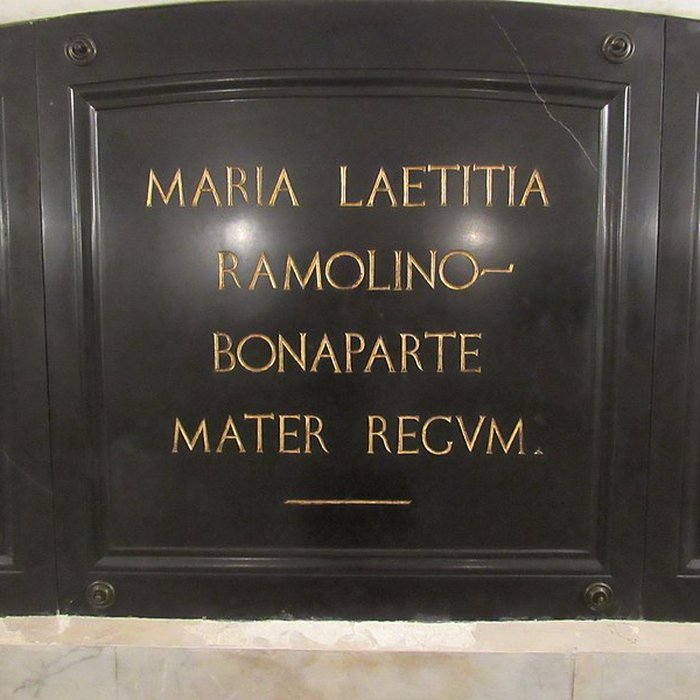 MARIA LAETITIA
RAMOLINO-
BONAPARTE
MATER REGVM.